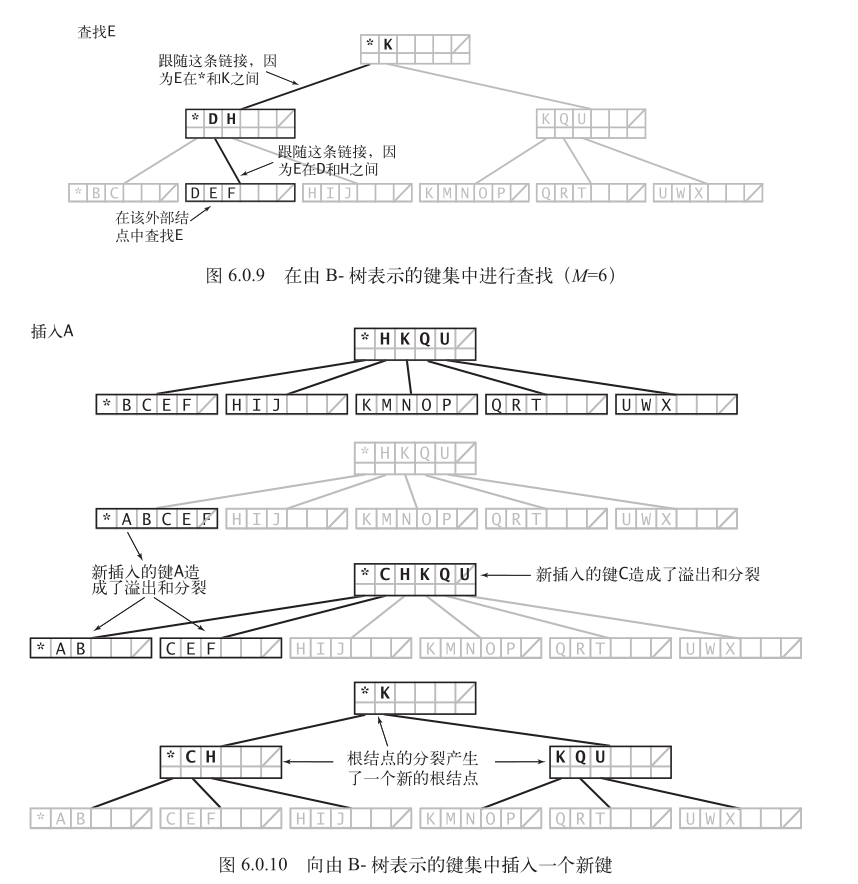 查找E
* K
跟随这条链接，因
为E在*和K之间
* D H
K Q U
跟随这条链接，因
为E在D和H之间
* B C
D E F
H I J
K M N O P
Q R T
U W X
在该外部结
点中查找E
图 6.0.9 在由 B- 树表示的键集中进行查找（M=6）
插入A
* H K Q U
* B C E F
H I J
K M N O P
Q R T
U W X
* H K Q U
* A B C E F
H I J
K M N O P
Q R T
U W X
新插入的键A造
成了溢出和分裂
* C H K Q U
新插入的键C造成了溢出和分裂
* A B
C E F
H I J
K M N O P
Q R T
U W X
* K
* C H
根结点的分裂产生
了一个新的根结点
K Q U
* A B
C E F
H I J
K M N O P
Q R T
U W X
图 6.0.10 向由 B- 树表示的键集中插入一个新键